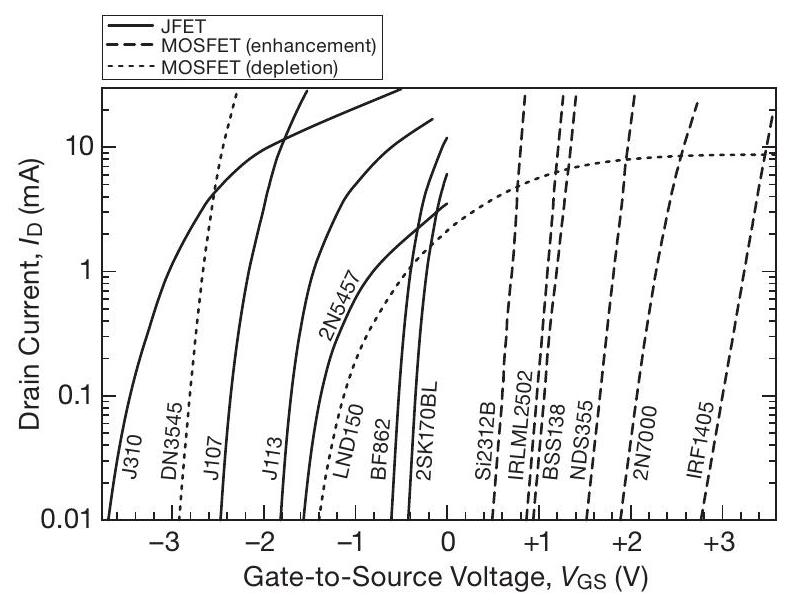 JFET
MOSFET (enhancement)
MOSFET (depletion)
Drain Current, I_D (mA)
10
1
0.1
0.01
J310
DN3545
J107
J113
2N5457
LND150
BF862
2SK170BL
Si2312B
IRLML2502
BSS138
NDS355
2N7000
IRF1405
–3
–2
–1
0
+1
+2
+3
Gate-to-Source Voltage, V_GS (V)